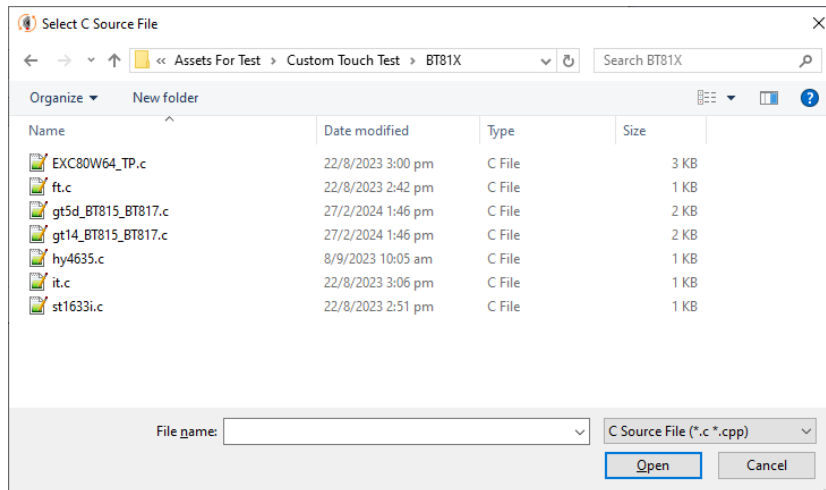 Select C Source File
« Assets For Test > Custom Touch Test > BT81X
Search BT81X
Organize New folder
Name Date modified Type Size
EXC80W64_TP.c 22/8/2023 3:00 pm C File 3 KB
ft.c 22/8/2023 2:42 pm C File 1 KB
gt5d_BT815_BT817.c 27/2/2024 1:46 pm C File 2 KB
gt14_BT815_BT817.c 27/2/2024 1:46 pm C File 2 KB
hy4635.c 8/9/2023 10:05 am C File 1 KB
it.c 22/8/2023 3:06 pm C File 1 KB
st1633i.c 22/8/2023 2:51 pm C File 1 KB
File name: C Source File (*.c *.cpp)
Open Cancel